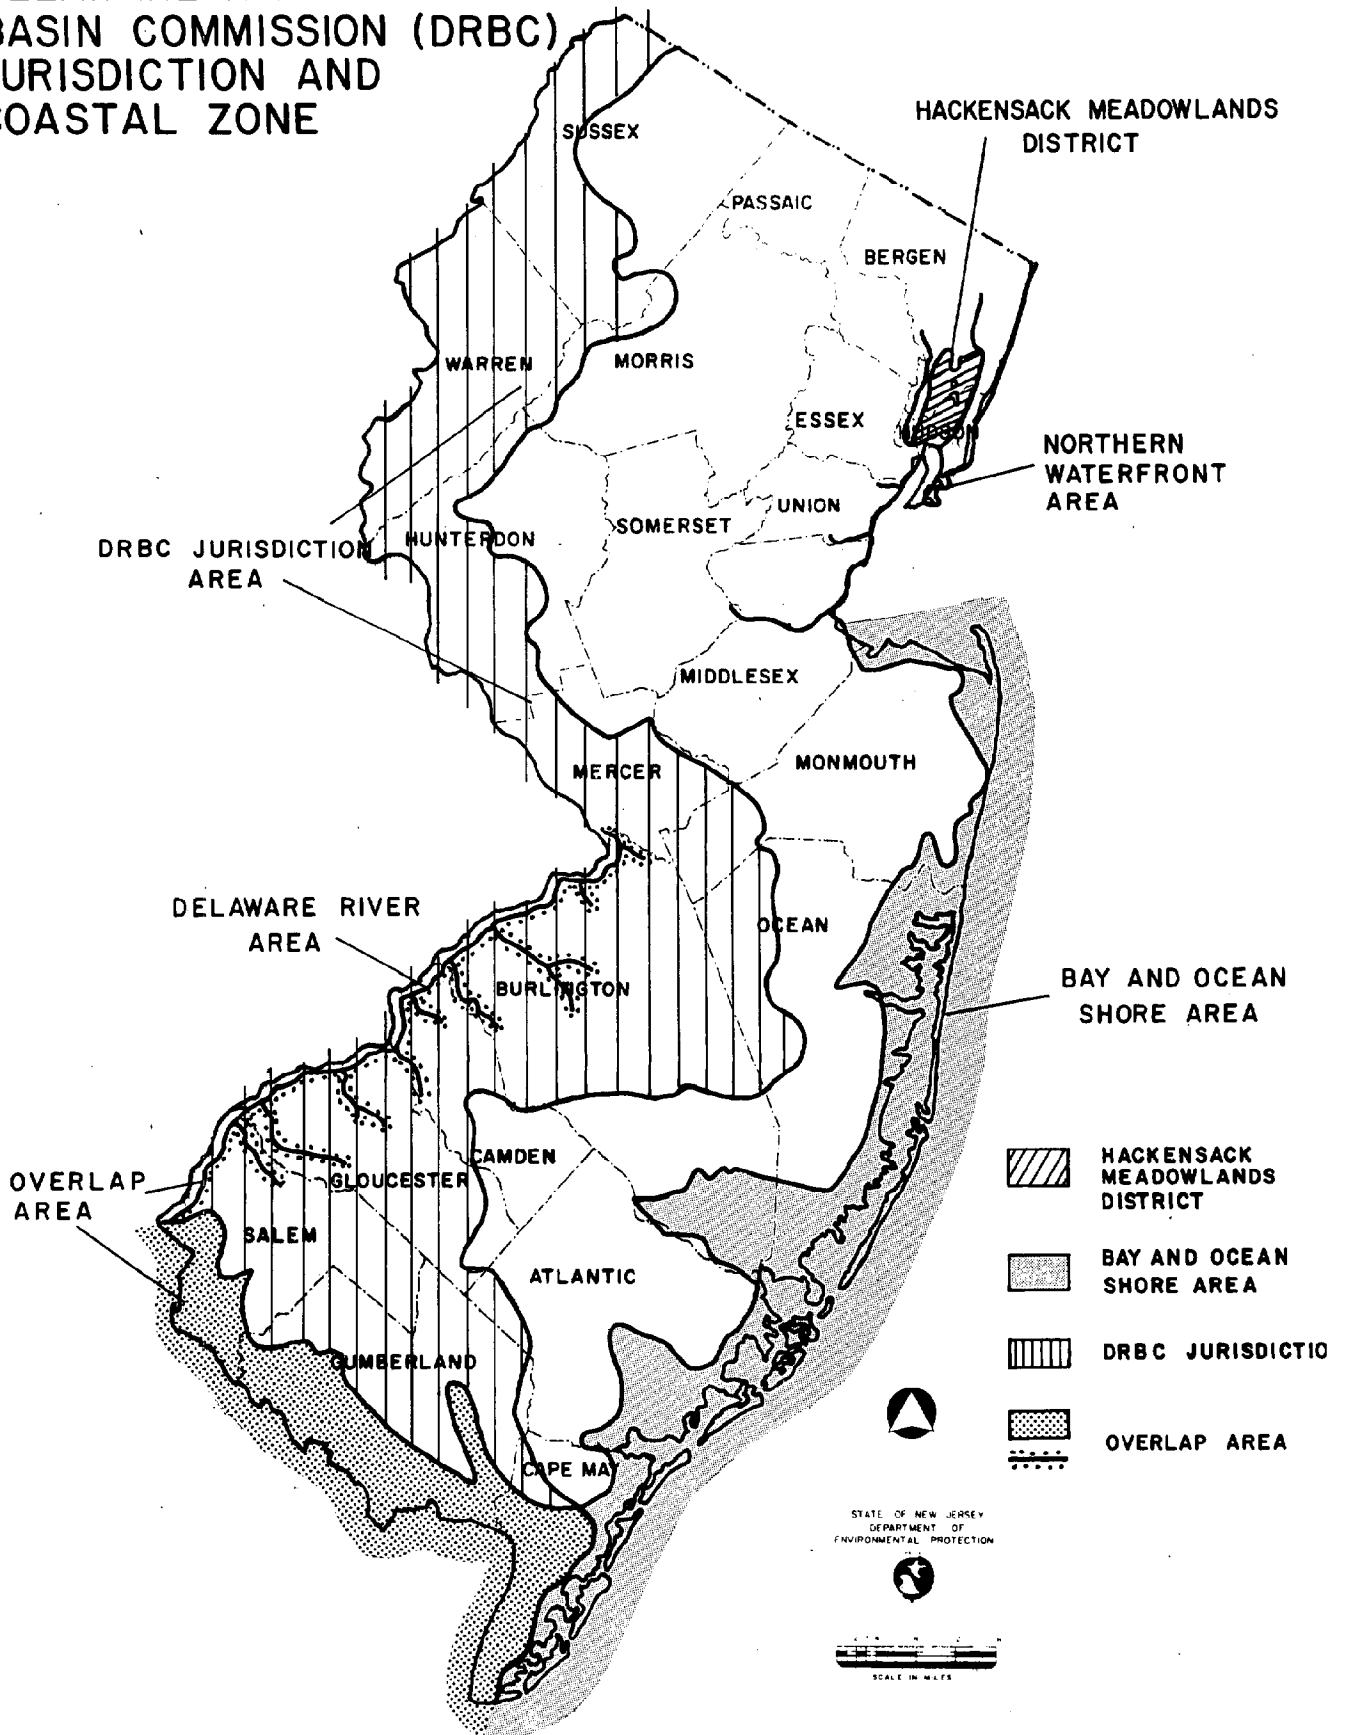 BASIN COMMISSION (DRBC)
URISDICTION AND
COASTAL ZONE
HACKENSACK MEADOWLANDS
DISTRICT
SUSSEX
PASSAIC
BERGEN
WARREN
MORRIS
ESSEX
HUDSON
NORTHERN
WATERFRONT
AREA
UNION
SOMERSET
HUNTERDON
DRBC JURISDICTION
AREA
MIDDLESEX
MONMOUTH
MERCER
DELAWARE RIVER
AREA
OCEAN
BURLINGTON
BAY AND OCEAN
SHORE AREA
CAMDEN
GLOUCESTER
OVERLAP
AREA
SALEM
ATLANTIC
CUMBERLAND
CAPE MAY
HACKENSACK
MEADOWLANDS
DISTRICT
BAY AND OCEAN
SHORE AREA
DRBC JURISDICTIO
OVERLAP AREA
STATE OF NEW JERSEY
DEPARTMENT OF
ENVIRONMENTAL PROTECTION
SCALE IN MILES